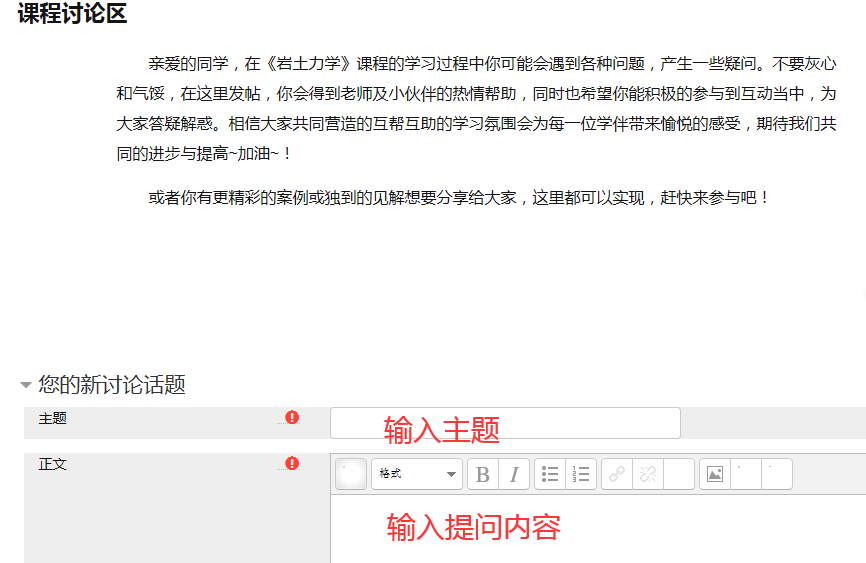 课程讨论区
亲爱的同学，在《岩土力学》课程的学习过程中你可能会遇到各种问题，产生一些疑问。不要灰心
和气馁，在这里发帖，你会得到老师及小伙伴的热情帮助，同时也希望你能积极的参与到互动当中，为
大家答疑解惑。相信大家共同营造的互帮互助的学习氛围会为每一位学伴带来愉悦的感受，期待我们共
同的进步与提高~加油~！
或者你有更精彩的案例或独到的见解想要分享给大家，这里都可以实现，赶快来参与吧！
您的新讨论话题
主题
输入主题
正文
格式 B I
输入提问内容